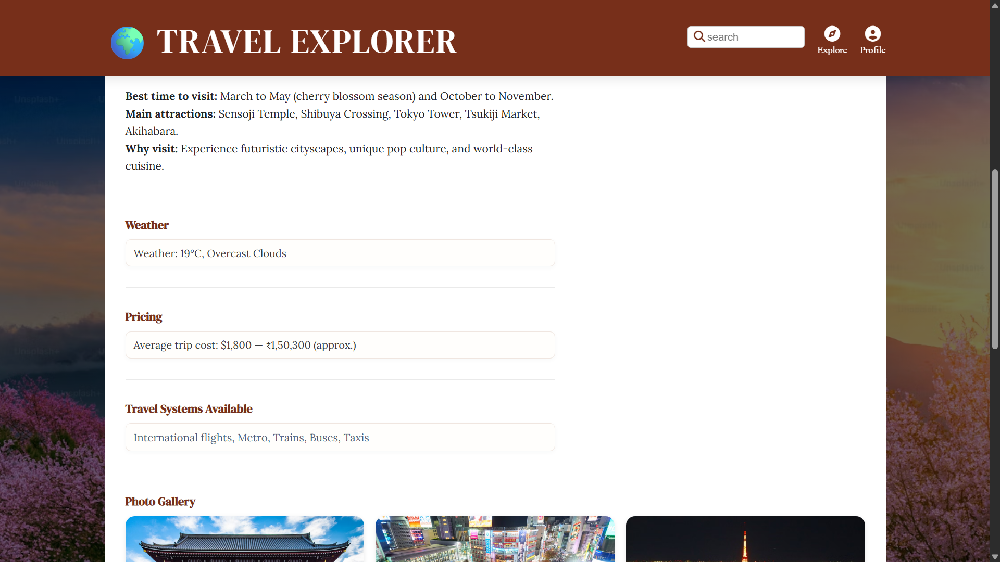 TRAVEL EXPLORER
search
Explore
Profile
Best time to visit: March to May (cherry blossom season) and October to November.
Main attractions: Sensoji Temple, Shibuya Crossing, Tokyo Tower, Tsukiji Market,
Akihabara.
Why visit: Experience futuristic cityscapes, unique pop culture, and world-class
cuisine.
Weather
Weather: 19°C, Overcast Clouds
Pricing
Average trip cost: $1,800 — ₹1,50,300 (approx.)
Travel Systems Available
International flights, Metro, Trains, Buses, Taxis
Photo Gallery